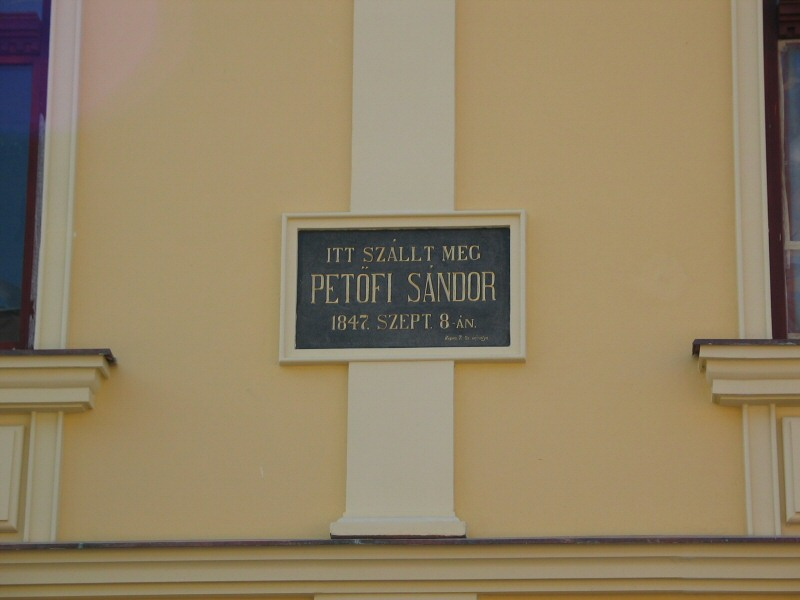 ITT SZÁLLT MEG
PETŐFI SÁNDOR
1847. SZEPT. 8-ÁN.